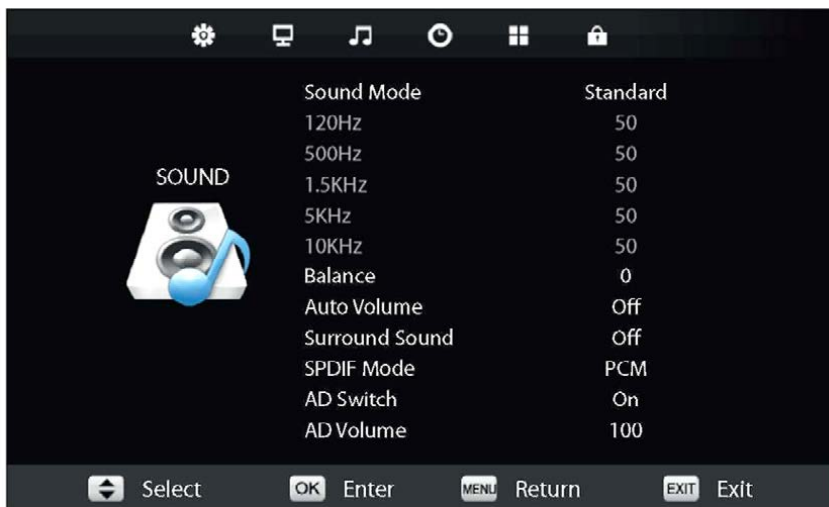 Sound Mode Standard
120Hz 50
500Hz 50
SOUND
1.5KHz 50
5KHz 50
10KHz 50
Balance 0
Auto Volume Off
Surround Sound Off
SPDIF Mode PCM
AD Switch On
AD Volume 100
Select OK Enter MENU Return EXIT Exit